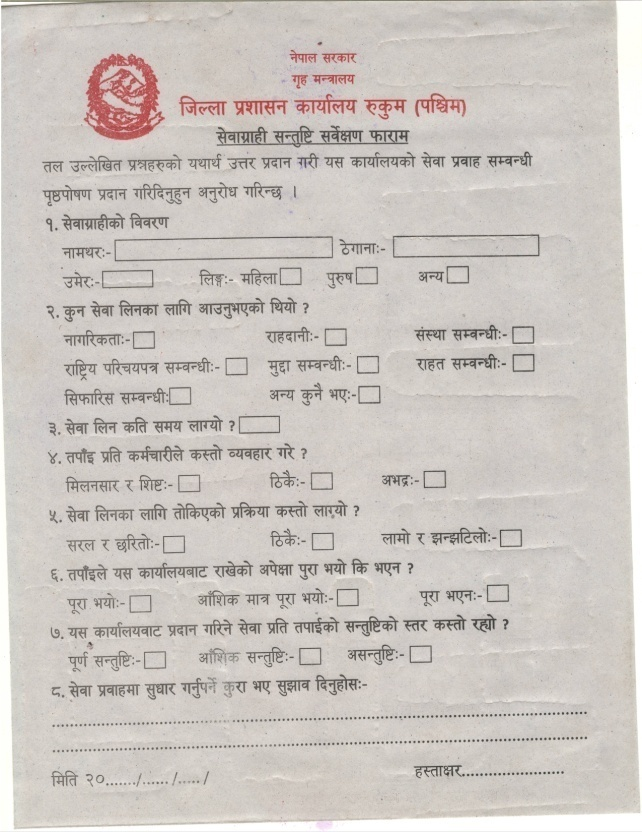 नेपाल सरकार
गृह मन्त्रालय
जिल्ला प्रशासन कार्यालय रुकुम (पश्चिम)
सेवाग्राही सन्तुष्टि सर्वेक्षण फाराम
तल उल्लेखित प्रश्नहरुको यथार्थ उत्तर प्रदान गरी यस कार्यालयको सेवा प्रवाह सम्बन्धी
पृष्ठपोषण प्रदान गरिदिनुहुन अनुरोध गरिन्छ ।
१. सेवाग्राहीको विवरण
नामथरः- ठेगानाः-
उमेरः- लिङ्गः- महिला पुरुष अन्य
२. कुन सेवा लिनका लागि आउनुभएको थियो ?
नागरिकताः- राहदानीः- संस्था सम्बन्धीः-
राष्ट्रिय परिचयपत्र सम्बन्धीः- मुद्दा सम्बन्धीः- राहत सम्बन्धीः-
सिफारिस सम्बन्धीः अन्य कुनै भएः-
३. सेवा लिन कति समय लाग्यो ?
४. तपाँइ प्रति कर्मचारीले कस्तो व्यवहार गरे ?
मिलनसार र शिष्टः- ठिकैः- अभद्रः-
५. सेवा लिनका लागि तोकिएको प्रक्रिया कस्तो लाग्यो ?
सरल र छरितोः- ठिकैः- लामो र झन्झटिलोः-
६. तपाँइले यस कार्यालयबाट राखेको अपेक्षा पुरा भयो कि भएन ?
पूरा भयोः- आँशिक मात्र पूरा भयोः- पूरा भएनः-
७. यस कार्यालयबाट प्रदान गरिने सेवा प्रति तपाईको सन्तुष्टिको स्तर कस्तो रह्यो ?
पूर्ण सन्तुष्टिः- आँशिक सन्तुष्टिः- असन्तुष्टिः-
८. सेवा प्रवाहमा सुधार गर्नुपर्ने कुरा भए सुझाव दिनुहोसः-
मिति २०......./....../...../ हस्ताक्षर........................